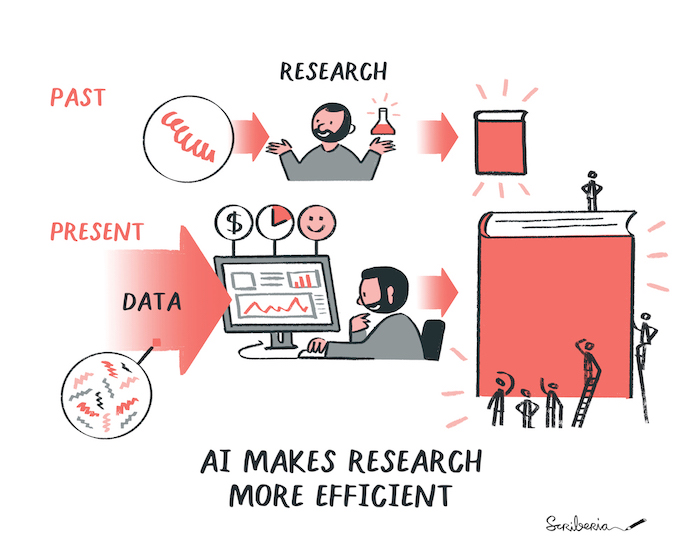 RESEARCH
PAST
PRESENT
$
DATA
AI MAKES RESEARCH
MORE EFFICIENT
Scriberia